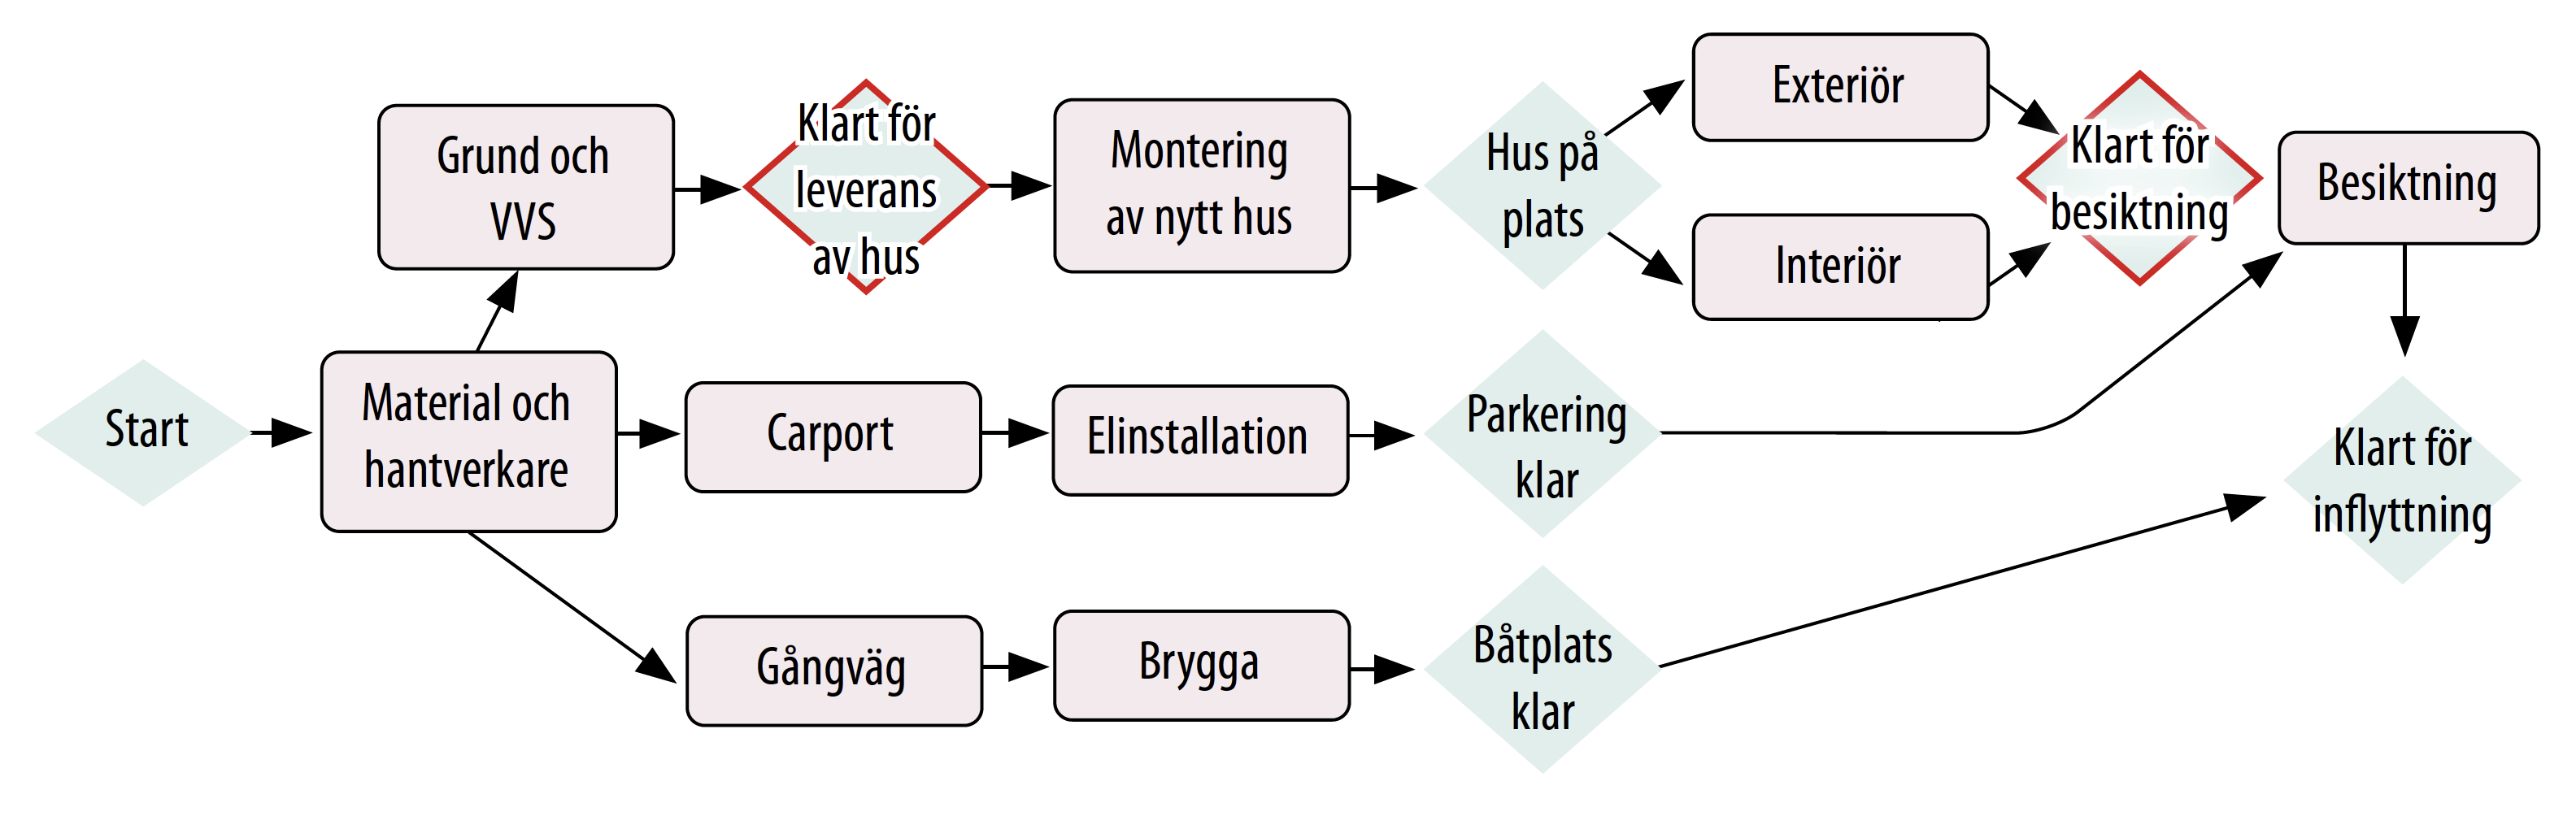 Start
Material och
hantverkare
Grund och
VVS
Klart för
leverans
av hus
Montering
av nytt hus
Hus på
plats
Exteriör
Interiör
Klart för
besiktning
Besiktning
Carport
Elinstallation
Parkering
klar
Gångväg
Brygga
Båtplats
klar
Klart för
inflyttning